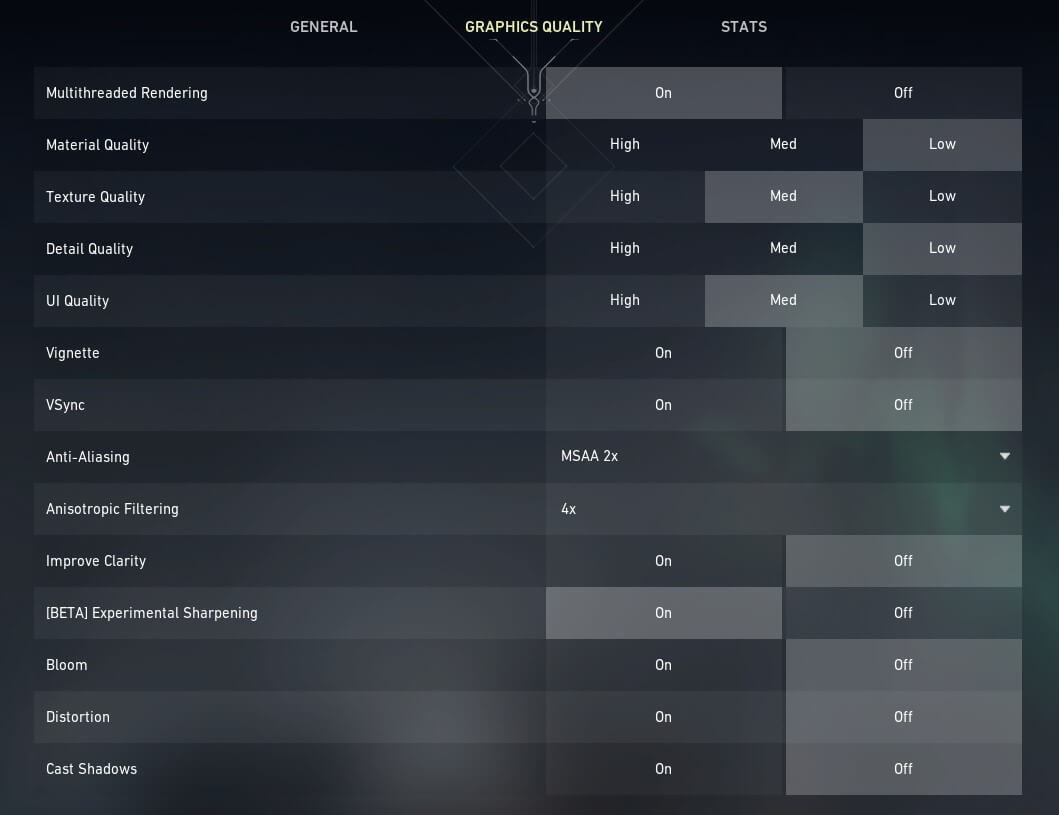 GENERAL GRAPHICS QUALITY STATS
Multithreaded Rendering On Off
Material Quality High Med Low
Texture Quality High Med Low
Detail Quality High Med Low
UI Quality High Med Low
Vignette On Off
VSync On Off
Anti-Aliasing MSAA 2x
Anisotropic Filtering 4x
Improve Clarity On Off
[BETA] Experimental Sharpening On Off
Bloom On Off
Distortion On Off
Cast Shadows On Off